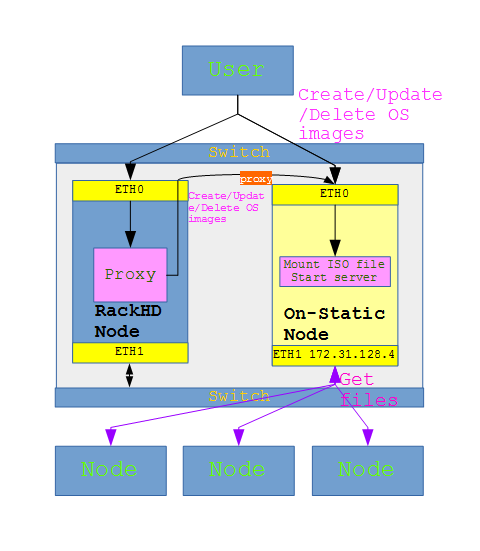 User
Create/Update
/Delete OS
images
Switch
proxy
ETH0
ETH0
Create/Updat
e/Delete OS
images
Proxy
Mount ISO file
Start server
RackHD
Node
On-Static
Node
ETH1
ETH1 172.31.128.4
Get
files
Switch
Node
Node
Node